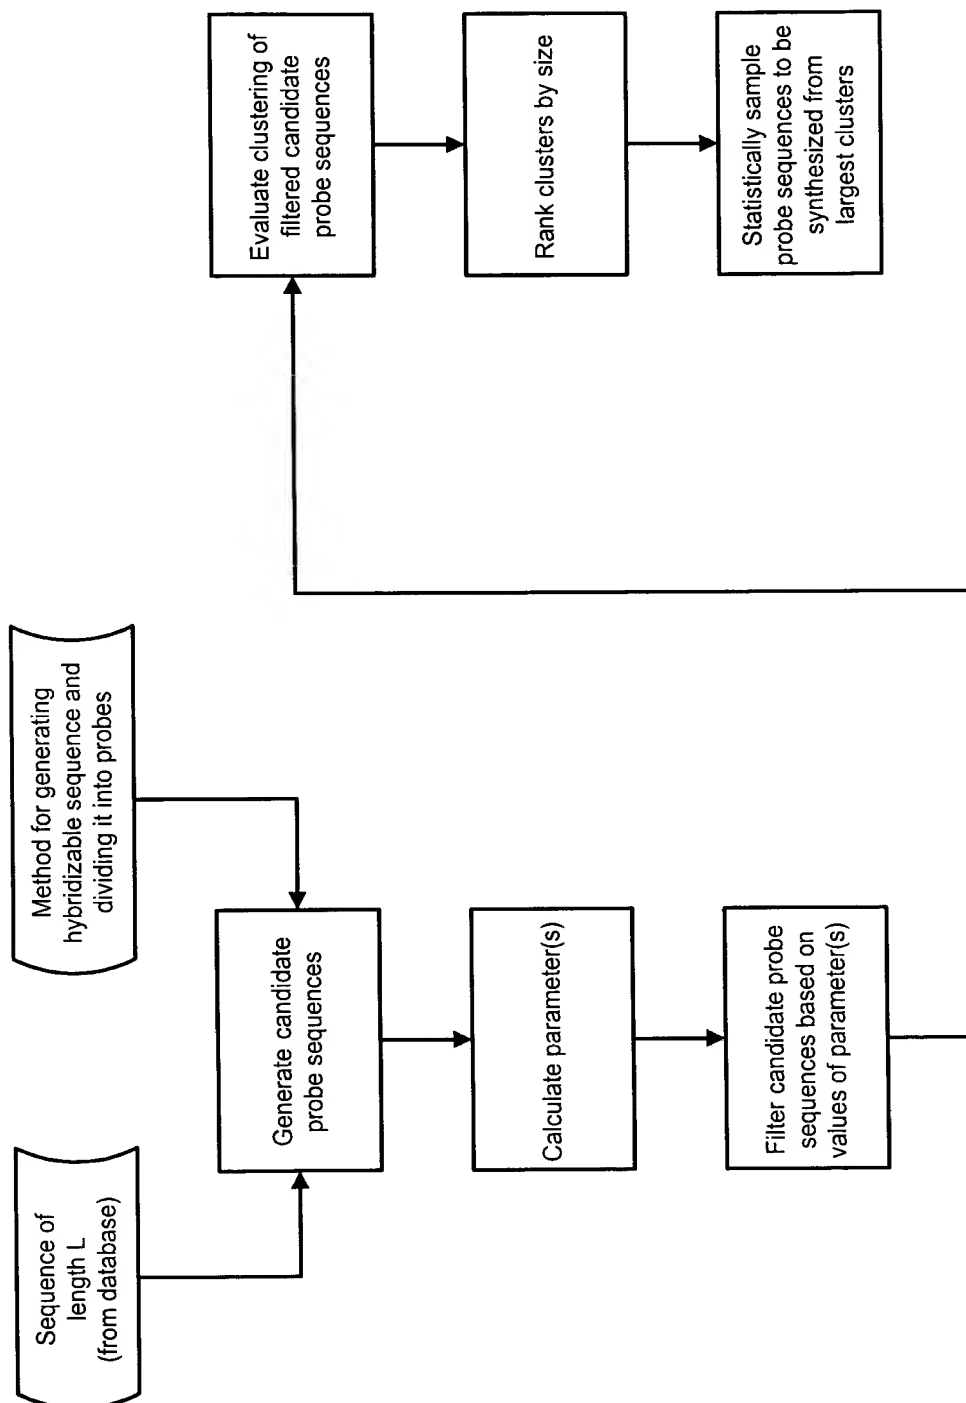 Sequence of
length L
(from database)
Method for generating
hybridizable sequence and
dividing it into probes
Generate candidate
probe sequences
Calculate parameter(s)
Filter candidate probe
sequences based on
values of parameter(s)
Evaluate clustering of
filtered candidate
probe sequences
Rank clusters by size
Statistically sample
probe sequences to be
synthesized from
largest clusters